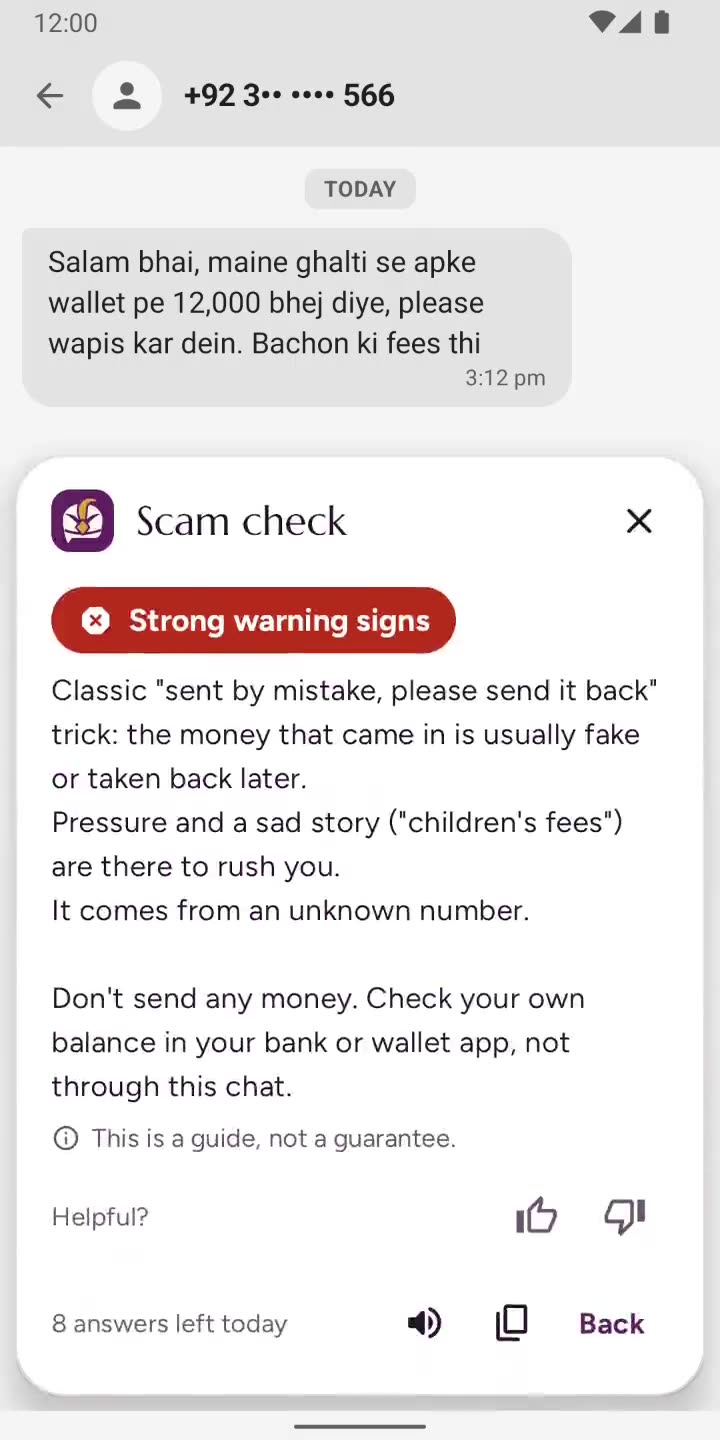 12:00
+92 3•• •••• 566
TODAY
Salam bhai, maine ghalti se apke
wallet pe 12,000 bhej diye, please
wapis kar dein. Bachon ki fees thi
3:12 pm
Scam check
Strong warning signs
Classic "sent by mistake, please send it back"
trick: the money that came in is usually fake
or taken back later.
Pressure and a sad story ("children's fees")
are there to rush you.
It comes from an unknown number.
Don't send any money. Check your own
balance in your bank or wallet app, not
through this chat.
This is a guide, not a guarantee.
Helpful?
8 answers left today
Back